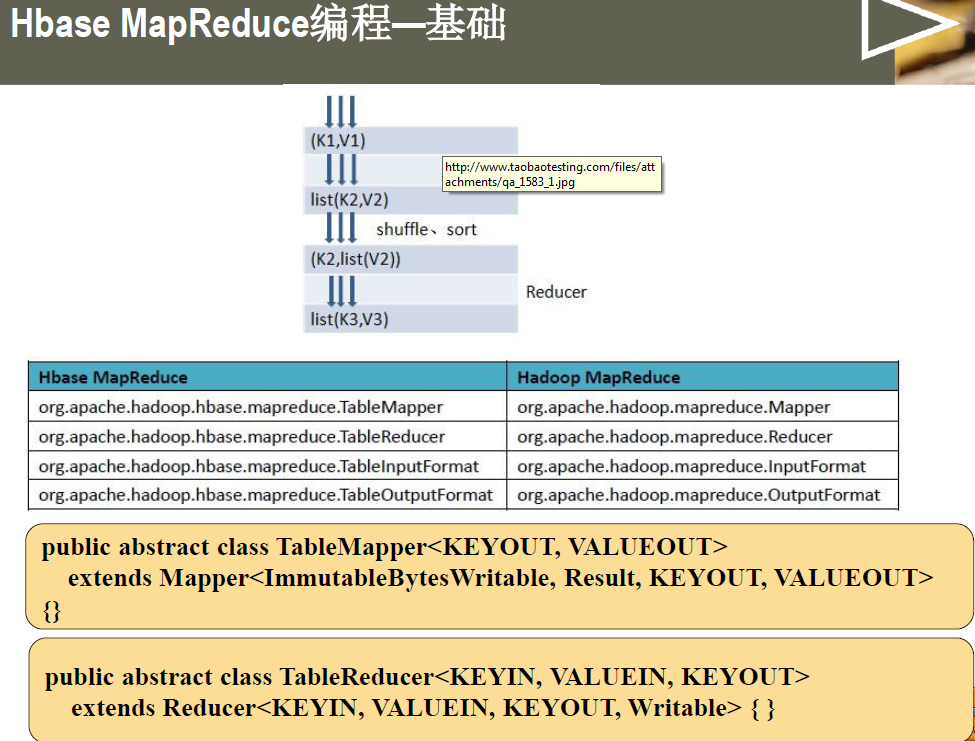 Hbase MapReduce编程—基础
(K1,V1)
http://www.taobaotesting.com/files/att
achments/qa_1583_1.jpg
list(K2,V2)
shuffle、sort
(K2,list(V2))
Reducer
list(K3,V3)
Hbase MapReduce Hadoop MapReduce
org.apache.hadoop.hbase.mapreduce.TableMapper org.apache.hadoop.mapreduce.Mapper
org.apache.hadoop.hbase.mapreduce.TableReducer org.apache.hadoop.mapreduce.Reducer
org.apache.hadoop.hbase.mapreduce.TableInputFormat org.apache.hadoop.mapreduce.InputFormat
org.apache.hadoop.hbase.mapreduce.TableOutputFormat org.apache.hadoop.mapreduce.OutputFormat
public abstract class TableMapper<KEYOUT, VALUEOUT>
extends Mapper<ImmutableBytesWritable, Result, KEYOUT, VALUEOUT>
{}
public abstract class TableReducer<KEYIN, VALUEIN, KEYOUT>
extends Reducer<KEYIN, VALUEIN, KEYOUT, Writable> { }